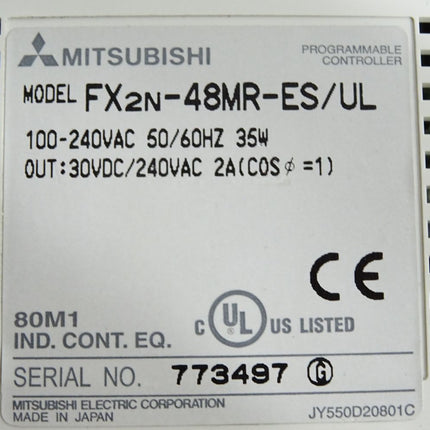 MITSUBISHI
PROGRAMMABLE
CONTROLLER
MODEL FX2N-48MR-ES/UL
100-240VAC 50/60HZ 35W
OUT:30VDC/240VAC 2A(COS φ =1)
CE
80M1
IND. CONT. EQ.
C UL US LISTED
SERIAL NO. 773497 G
MITSUBISHI ELECTRIC CORPORATION
MADE IN JAPAN
JY550D20801C